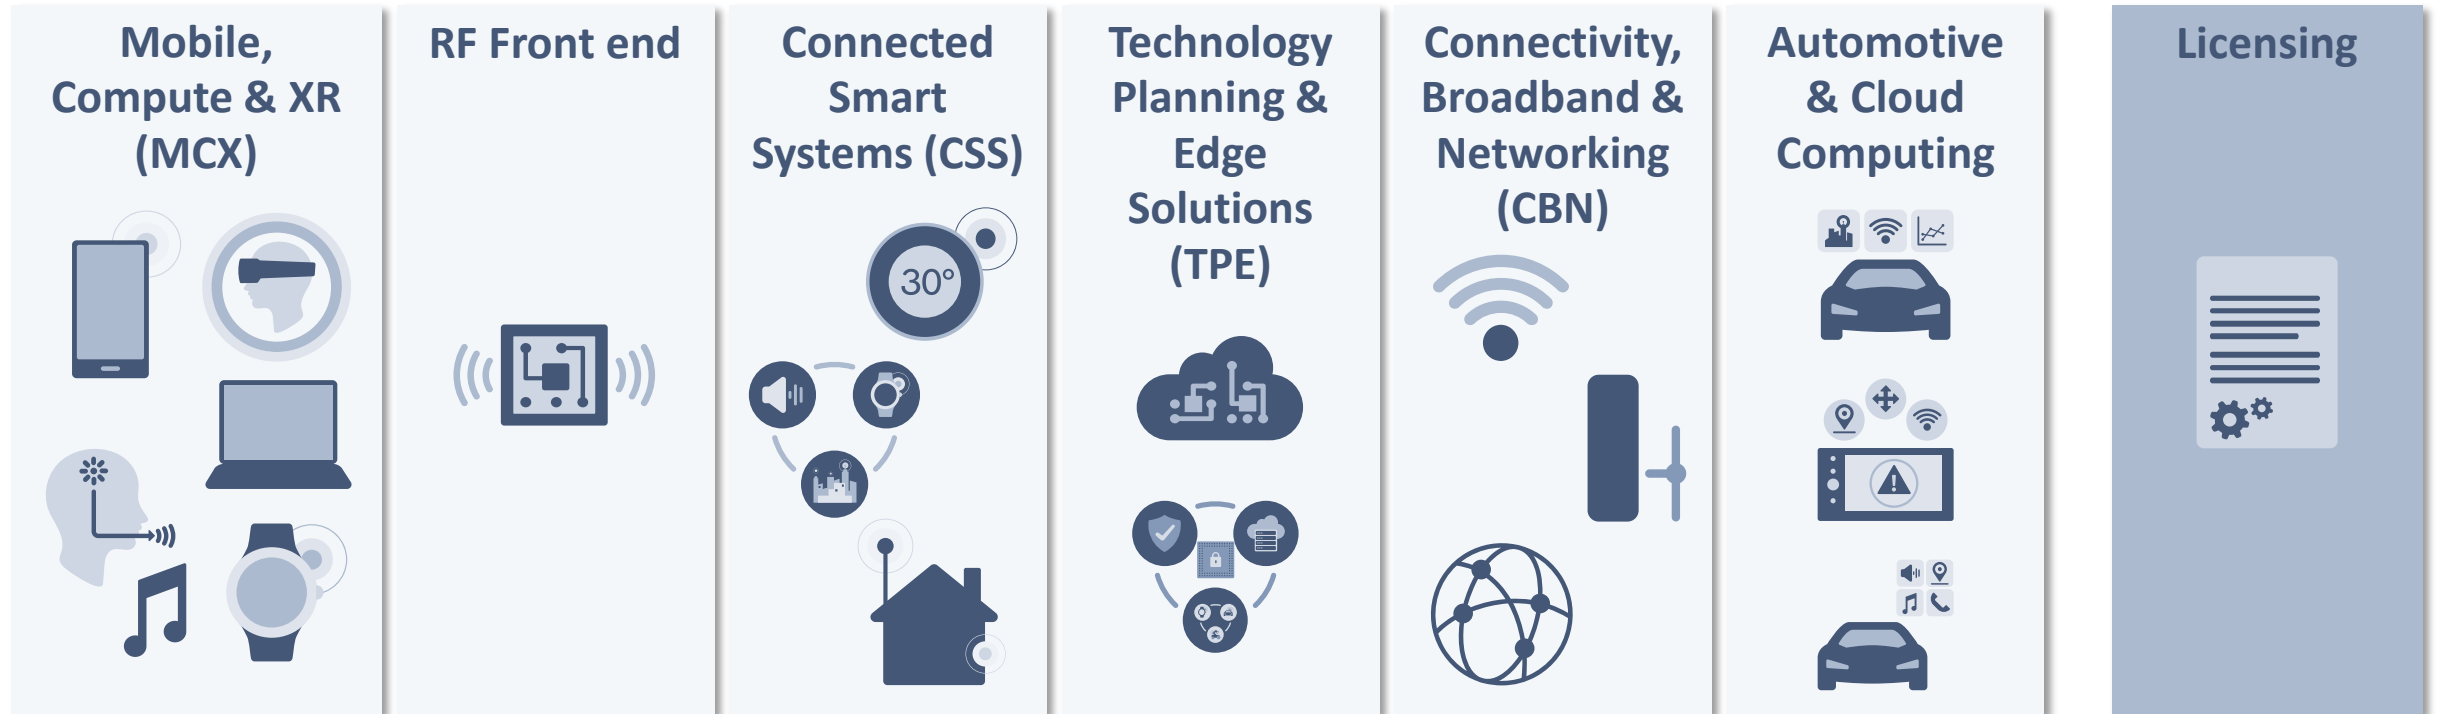 Mobile,
Compute & XR
(MCX)
RF Front end
Connected
Smart
Systems (CSS)
30°
Technology
Planning &
Edge
Solutions
(TPE)
Connectivity,
Broadband &
Networking
(CBN)
Automotive
& Cloud
Computing
Licensing